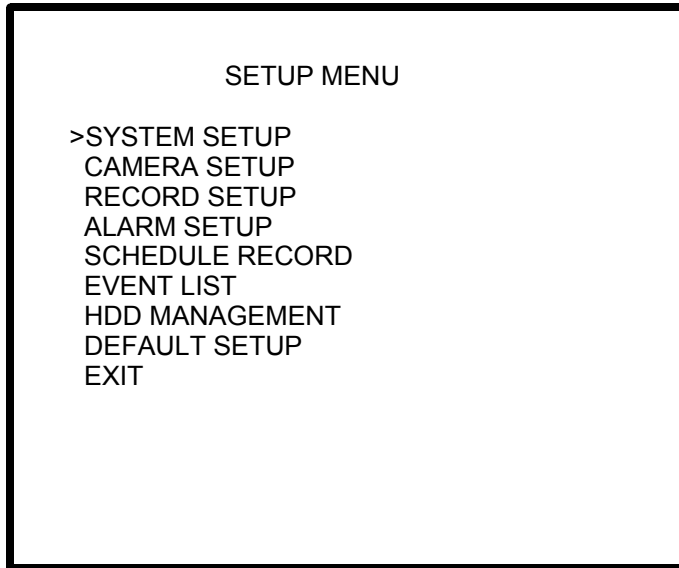 SETUP MENU
>SYSTEM SETUP
CAMERA SETUP
RECORD SETUP
ALARM SETUP
SCHEDULE RECORD
EVENT LIST
HDD MANAGEMENT
DEFAULT SETUP
EXIT